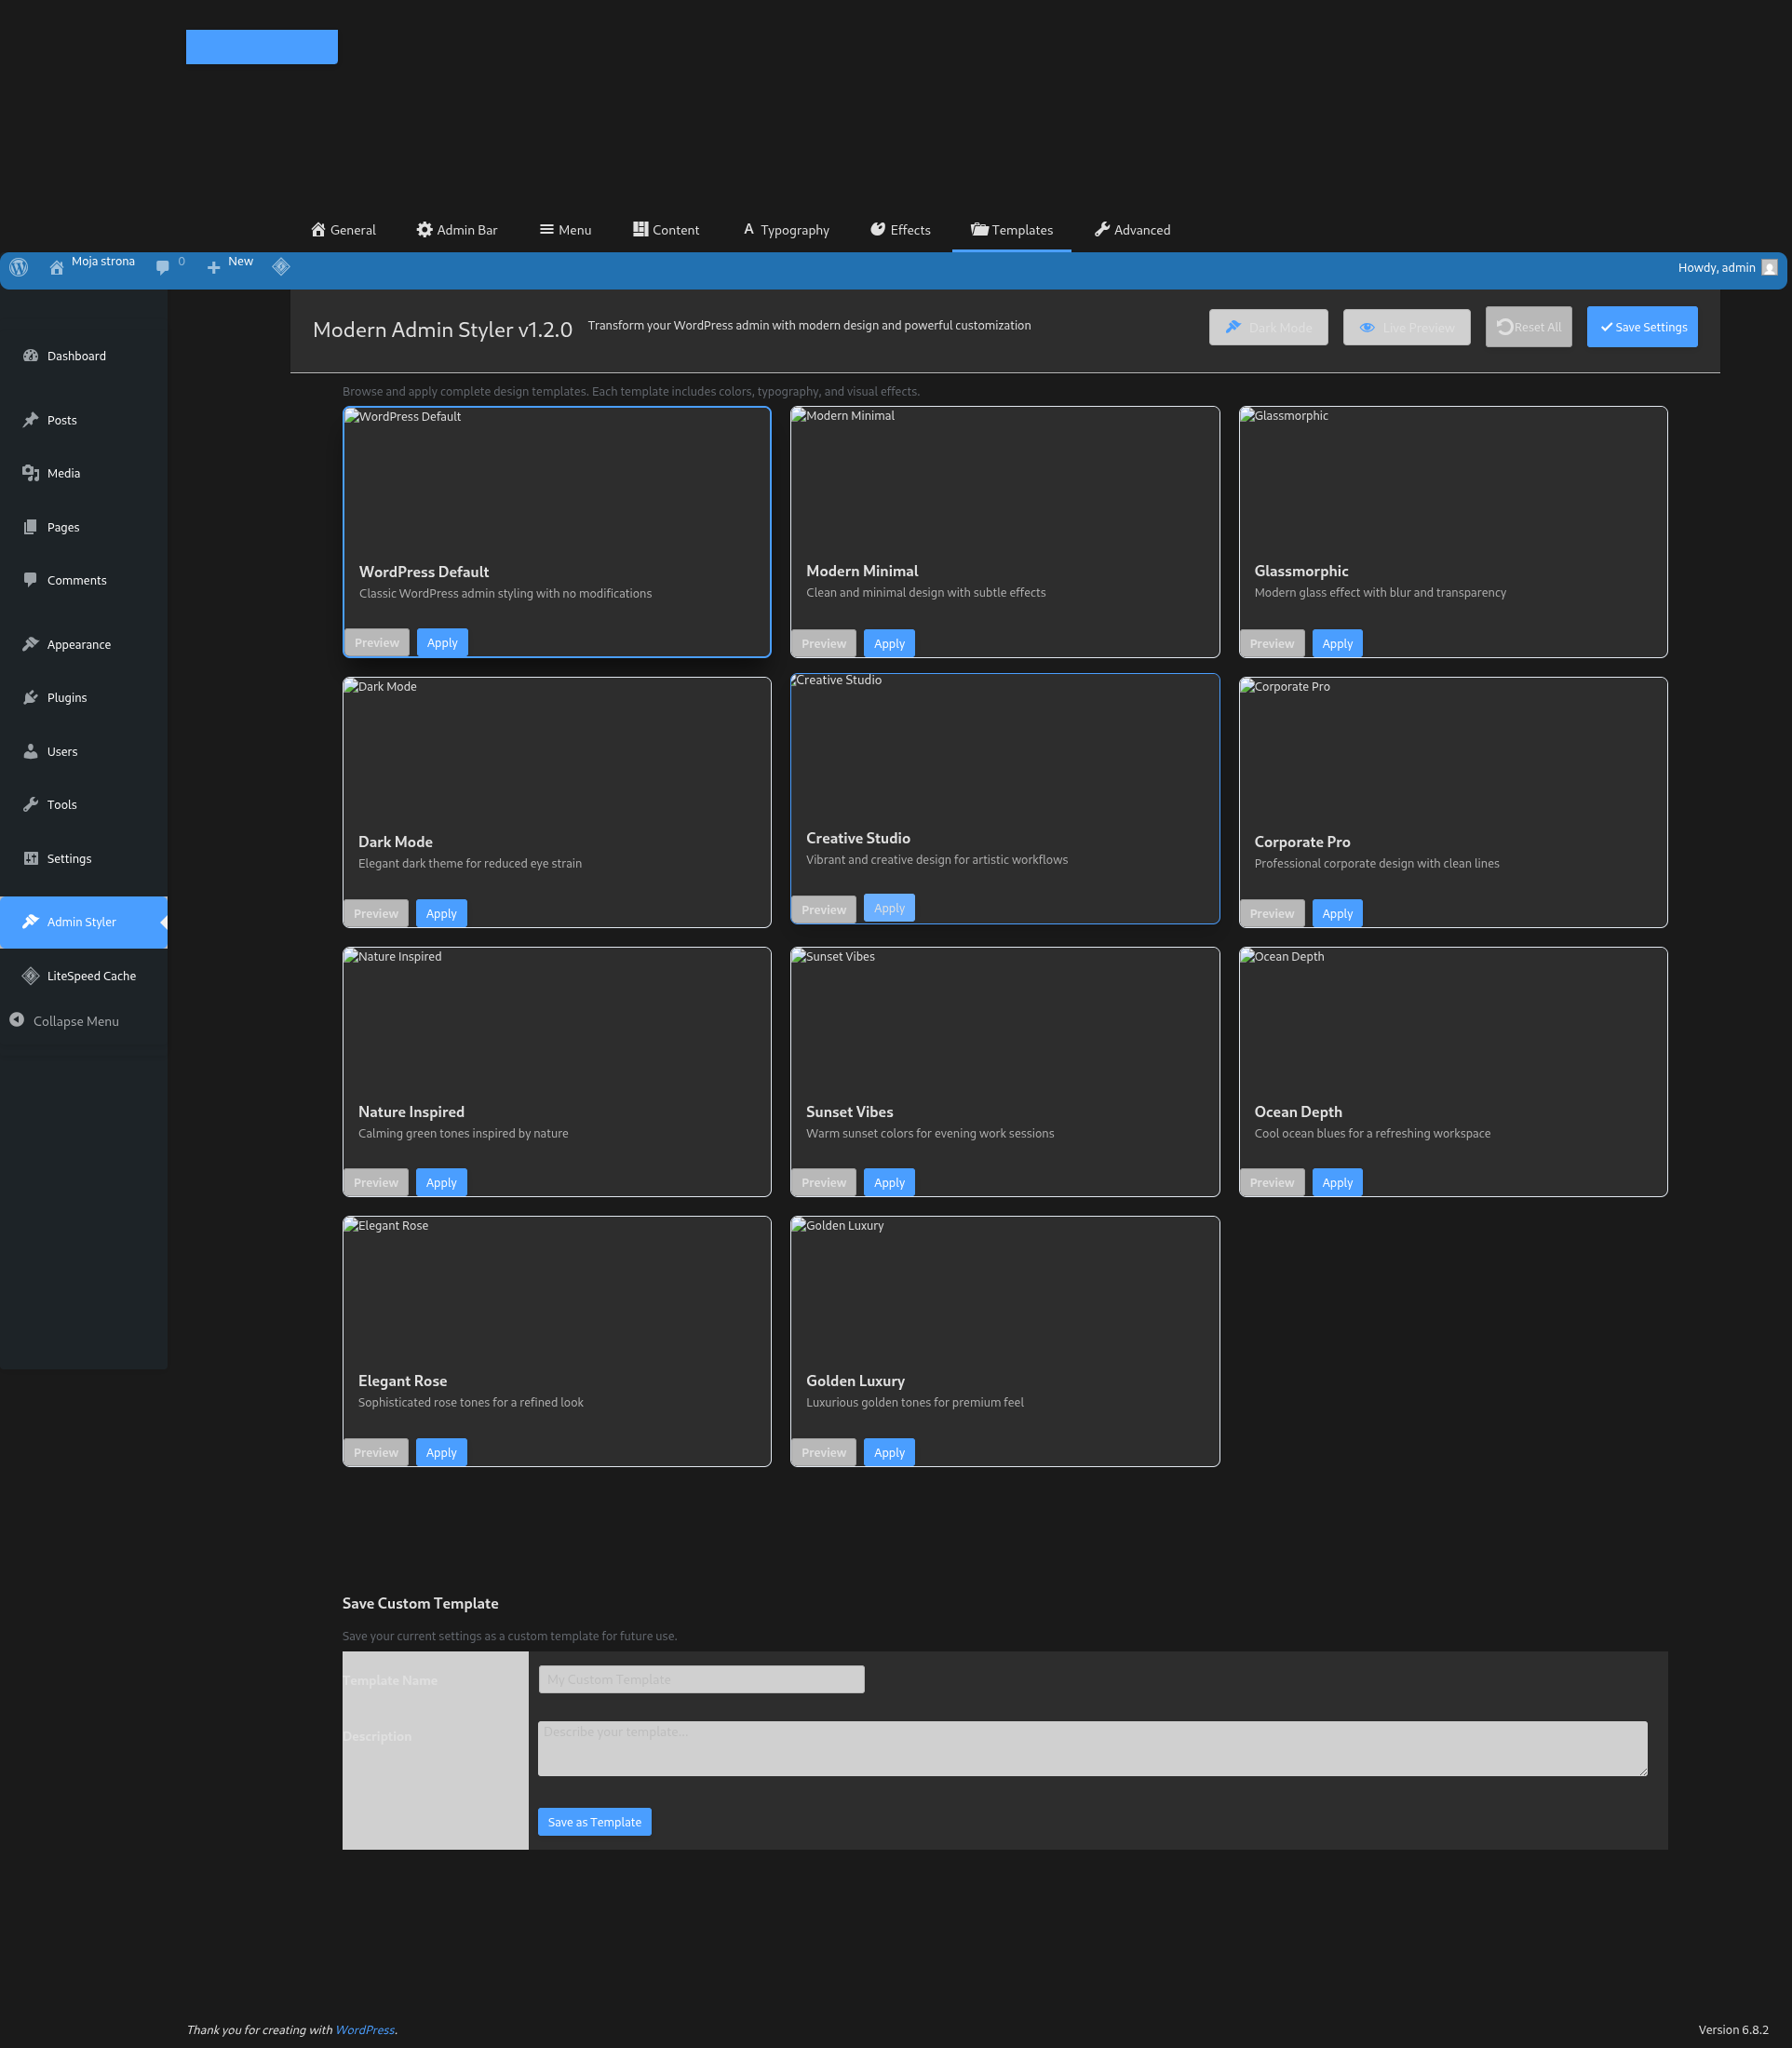 General Admin Bar Menu Content Typography Effects Templates Advanced
Moja strona 0 New Howdy, admin
Modern Admin Styler v1.2.0 Transform your WordPress admin with modern design and powerful customization Dark Mode Live Preview Reset All Save Settings
Dashboard
Posts
Media
Pages
Comments
Appearance
Plugins
Users
Tools
Settings
Admin Styler
LiteSpeed Cache
Collapse Menu
Browse and apply complete design templates. Each template includes colors, typography, and visual effects.
WordPress Default
WordPress Default
Classic WordPress admin styling with no modifications
Preview Apply
Modern Minimal
Modern Minimal
Clean and minimal design with subtle effects
Preview Apply
Glassmorphic
Glassmorphic
Modern glass effect with blur and transparency
Preview Apply
Dark Mode
Dark Mode
Elegant dark theme for reduced eye strain
Preview Apply
Creative Studio
Creative Studio
Vibrant and creative design for artistic workflows
Preview Apply
Corporate Pro
Corporate Pro
Professional corporate design with clean lines
Preview Apply
Nature Inspired
Nature Inspired
Calming green tones inspired by nature
Preview Apply
Sunset Vibes
Sunset Vibes
Warm sunset colors for evening work sessions
Preview Apply
Ocean Depth
Ocean Depth
Cool ocean blues for a refreshing workspace
Preview Apply
Elegant Rose
Elegant Rose
Sophisticated rose tones for a refined look
Preview Apply
Golden Luxury
Golden Luxury
Luxurious golden tones for premium feel
Preview Apply
Save Custom Template
Save your current settings as a custom template for future use.
Template Name My Custom Template
Description Describe your template...
Save as Template
Thank you for creating with WordPress. Version 6.8.2